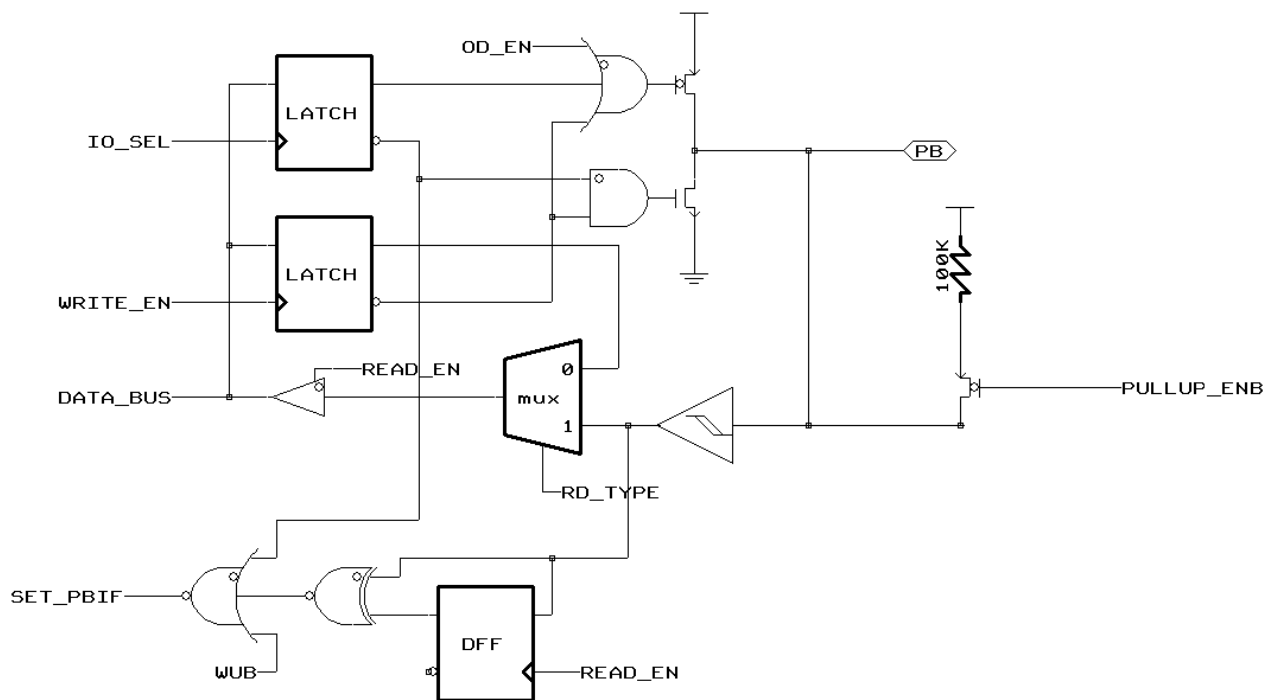 OD_EN
LATCH
IO_SEL
PB
LATCH
100K
WRITE_EN
READ_EN
0
DATA_BUS
mux
PULLUP_ENB
1
RD_TYPE
SET_PBIF
DFF
WUB
READ_EN